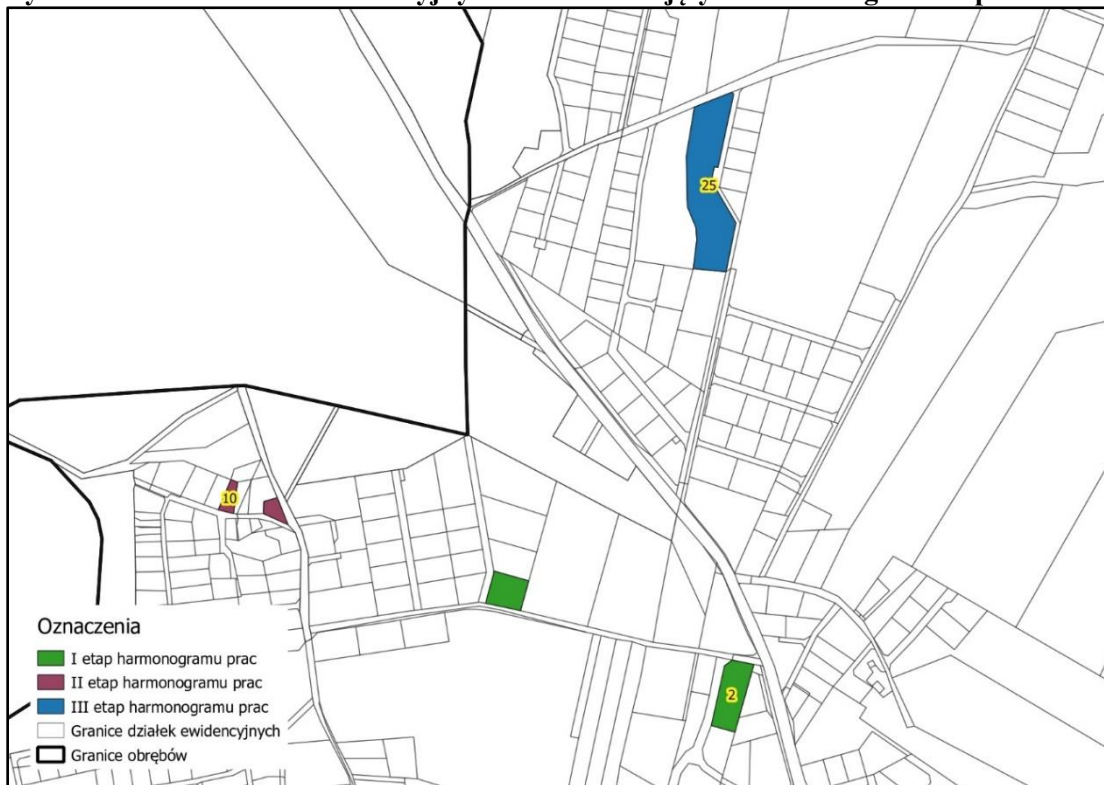 25
10
2
Oznaczenia
I etap harmonogramu prac
II etap harmonogramu prac
III etap harmonogramu prac
Granice działek ewidencyjnych
Granice obrębów